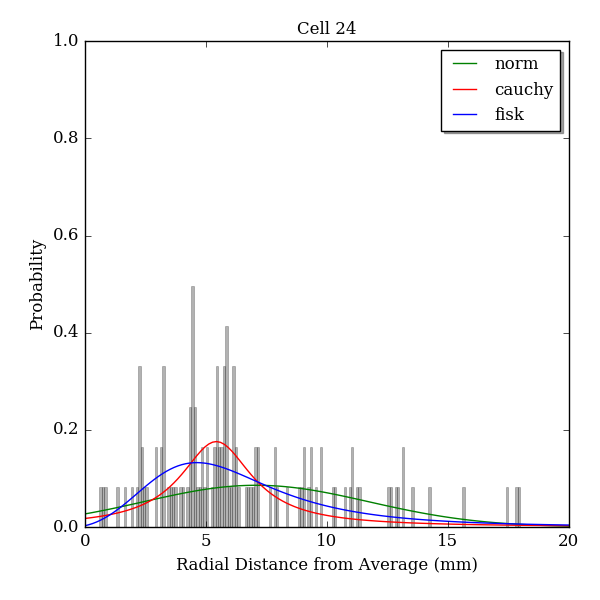 Cell 24
1.0
0.8
0.6
0.4
0.2
0.0
Probability
norm
cauchy
fisk
0 5 10 15 20
Radial Distance from Average (mm)